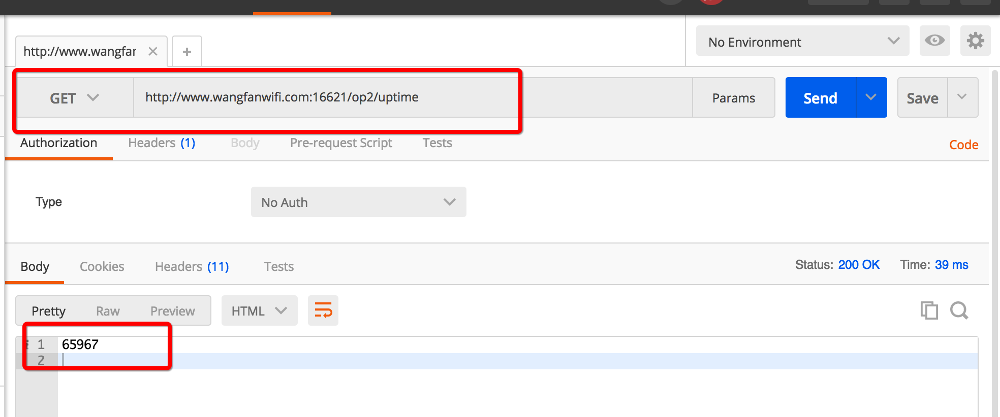 http://www.wangfar
No Environment
GET http://www.wangfanwifi.com:16621/op2/uptime Params Send Save
Authorization Headers (1) Body Pre-request Script Tests Code
Type No Auth
Body Cookies Headers (11) Tests Status: 200 OK Time: 39 ms
Pretty Raw Preview HTML
1 65967
2